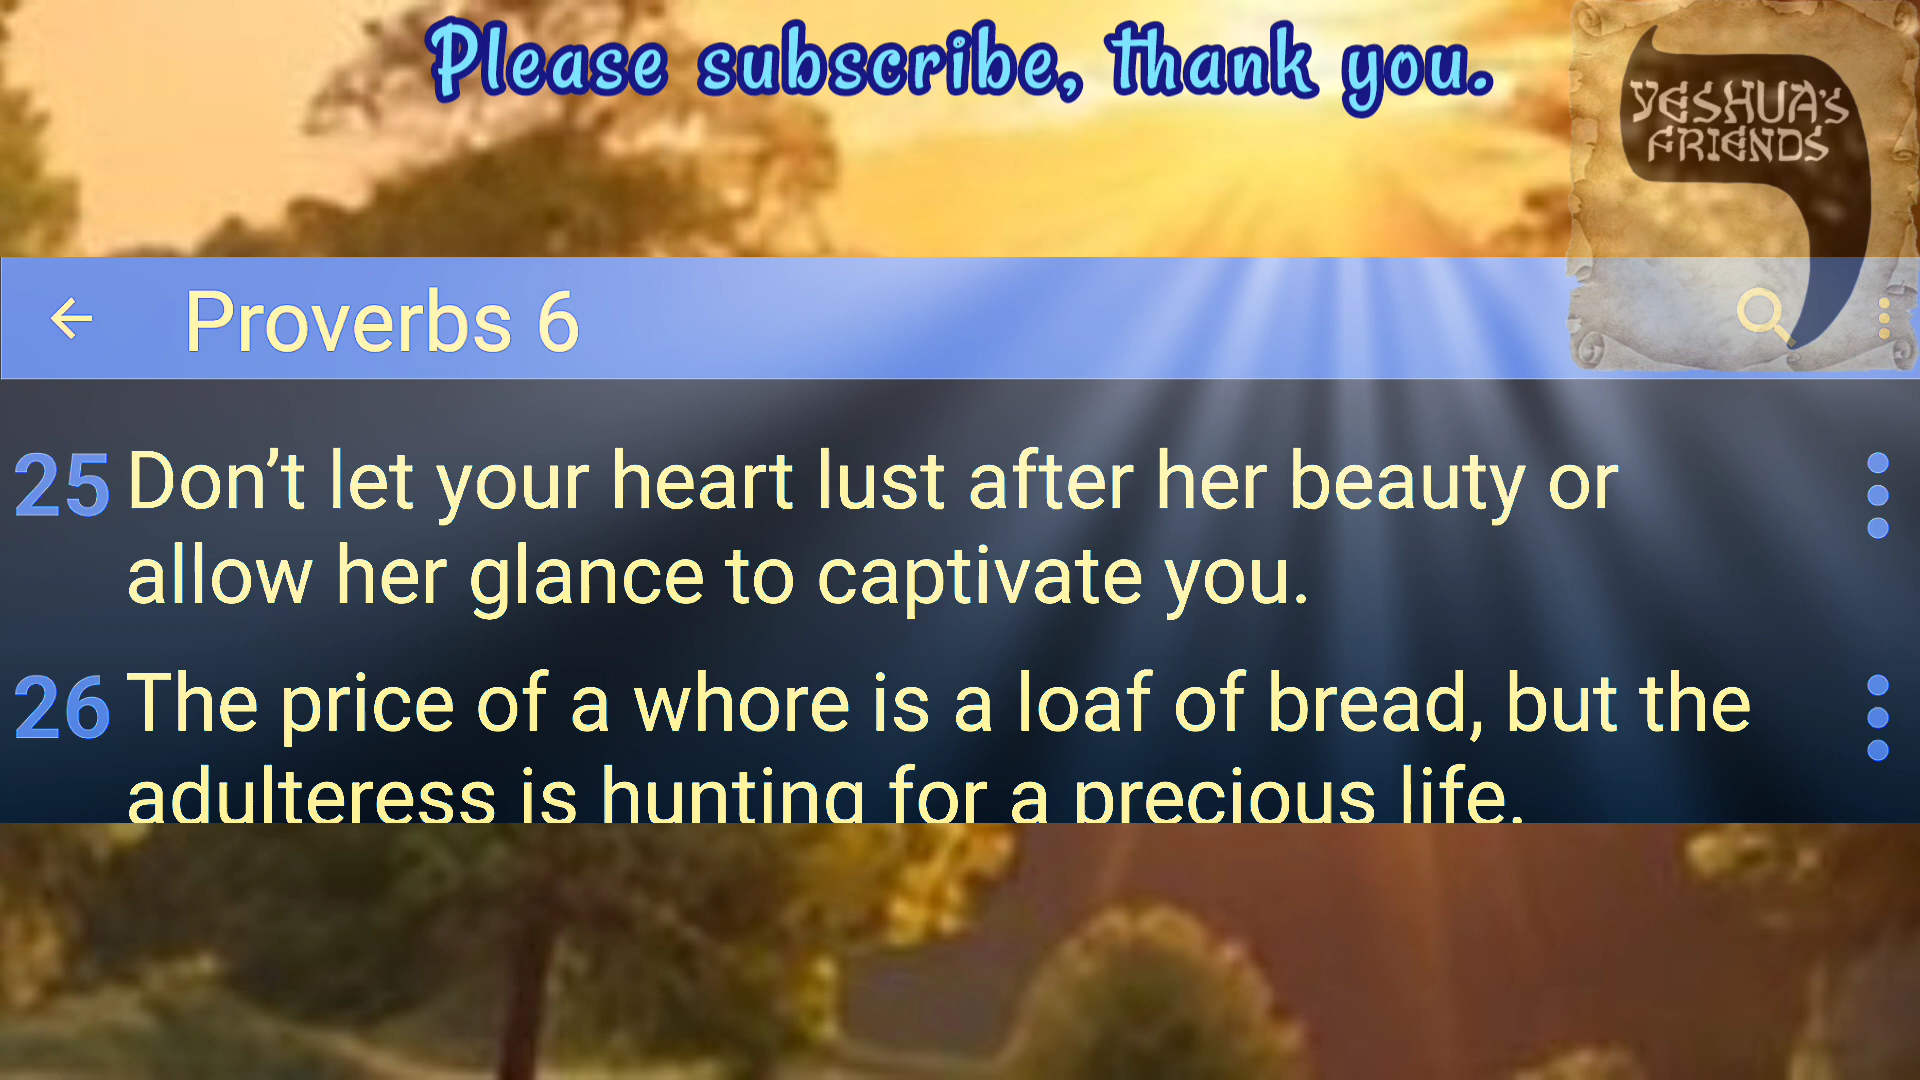 Please subscribe, thank you.
YESHUA's
FRIENDS
Proverbs 6
25 Don’t let your heart lust after her beauty or
allow her glance to captivate you.
26 The price of a whore is a loaf of bread, but the
adulteress is hunting for a precious life.